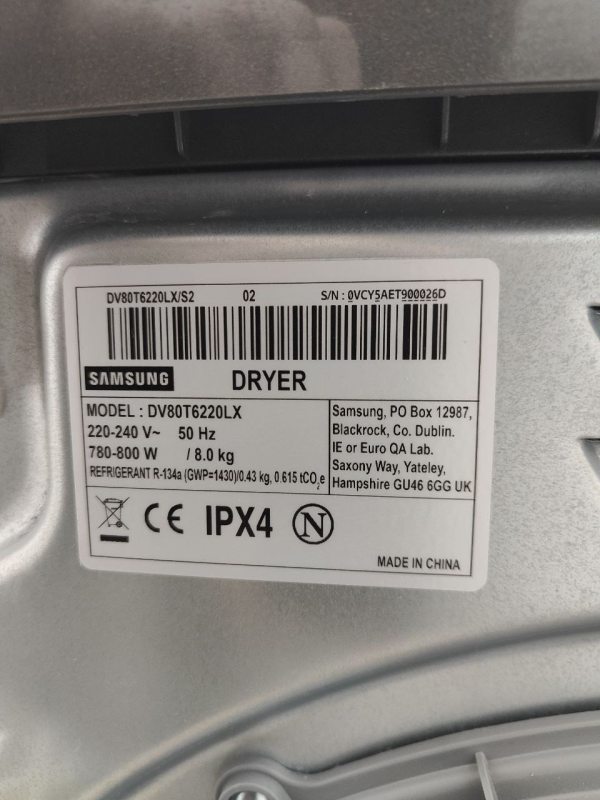 DV80T6220LX/S2 02 S/N : 0VCY5AET900026D
SAMSUNG DRYER
MODEL : DV80T6220LX
220-240 V~ 50 Hz
780-800 W / 8.0 kg
REFRIGERANT R-134a (GWP=1430)/0.43 kg, 0.615 tCO₂e
Samsung, PO Box 12987,
Blackrock, Co. Dublin.
IE or Euro QA Lab.
Saxony Way, Yateley,
Hampshire GU46 6GG UK
CE IPX4 N
MADE IN CHINA